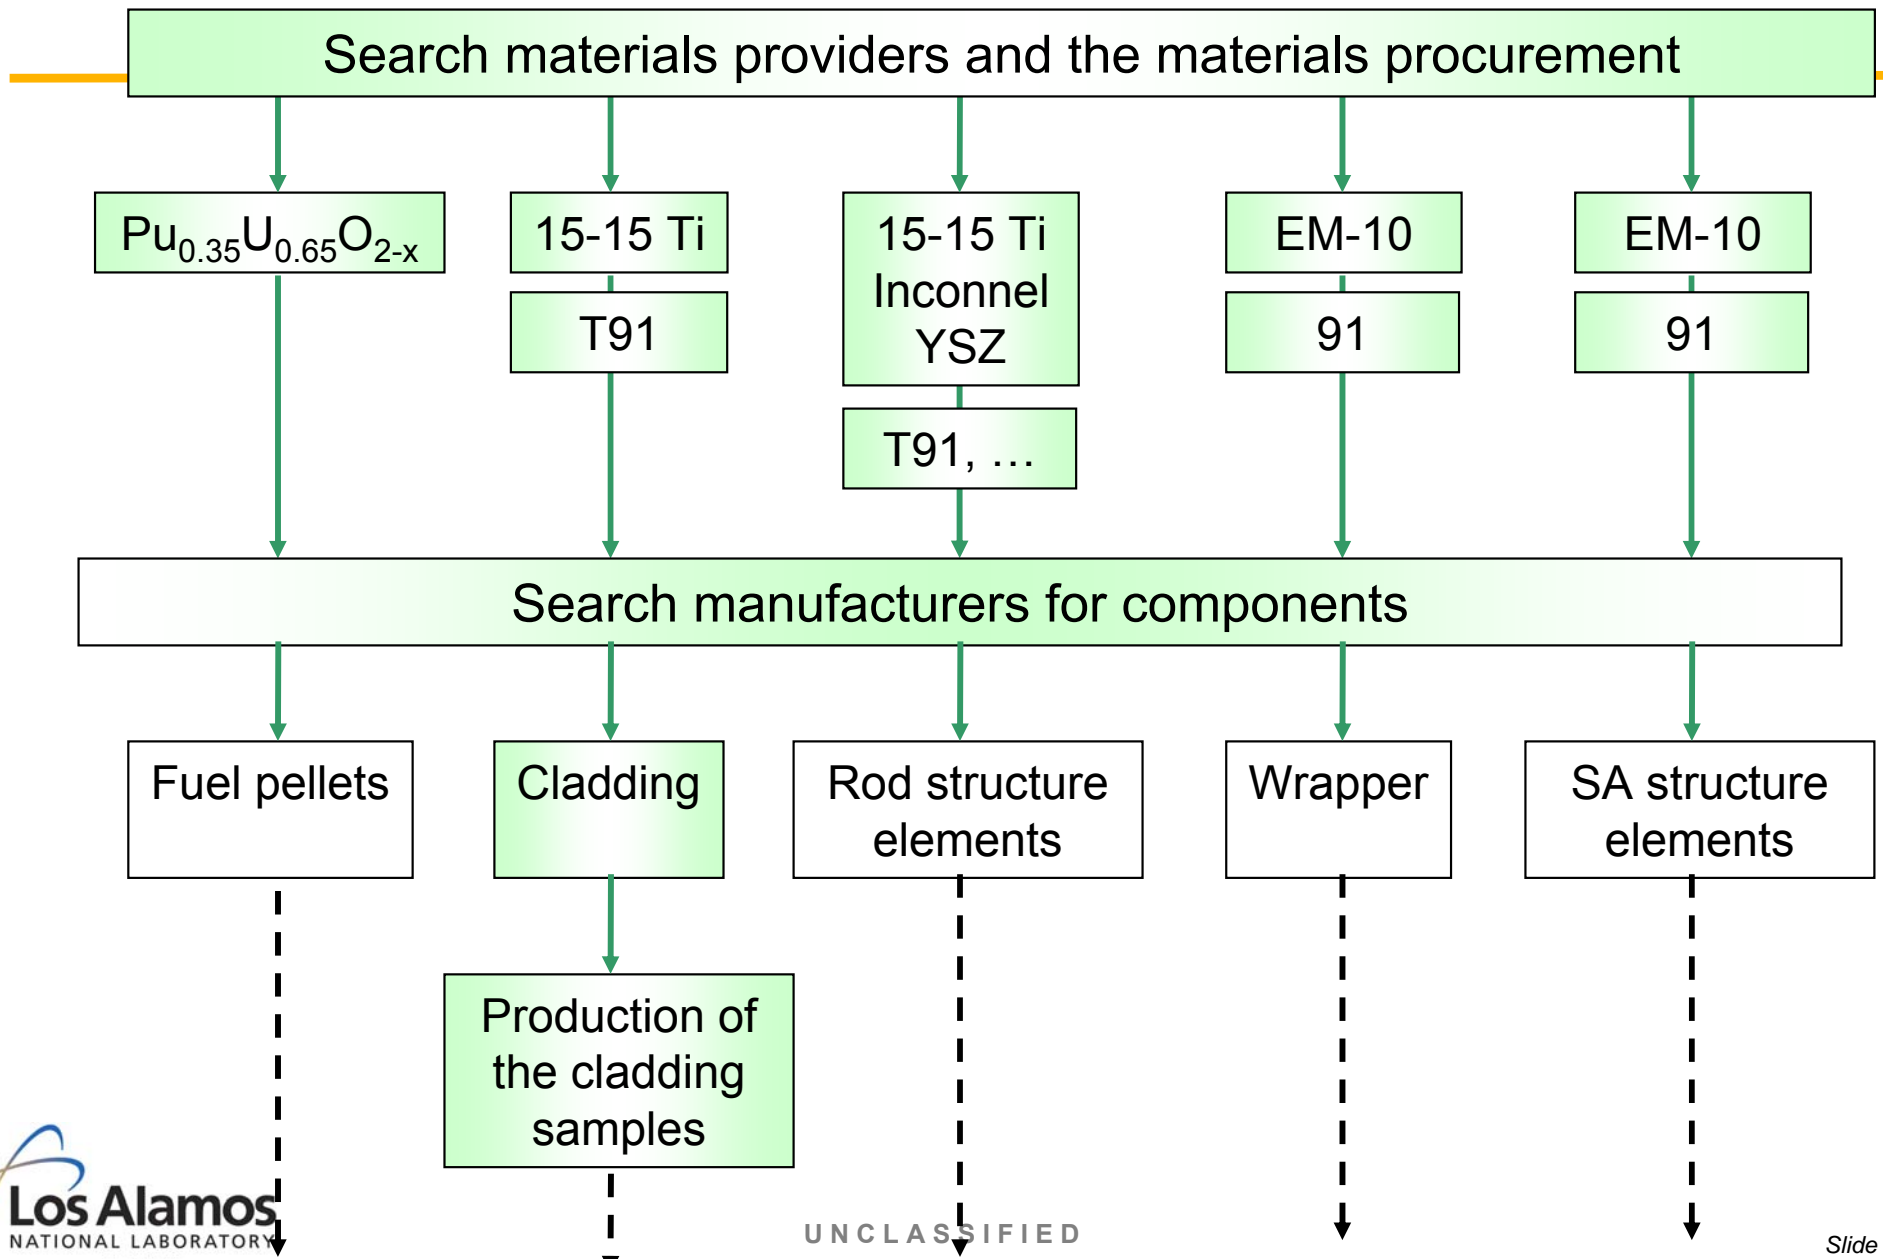 Search materials providers and the materials procurement
Pu0.35U0.65O2-x
15-15 Ti
15-15 Ti
Inconnel
YSZ
EM-10
EM-10
T91
91
91
T91, …
Search manufacturers for components
Fuel pellets
Cladding
Rod structure
elements
Wrapper
SA structure
elements
Production of
the cladding
samples
Los Alamos
NATIONAL LABORATORY
UNCLASSIFIED
Slide